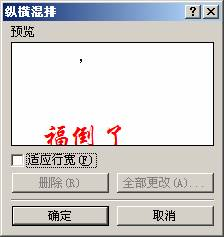 纵横混排
预览
,
福倒了
适应行宽(F)
删除(R) 全部更改(A)...
确定 取消